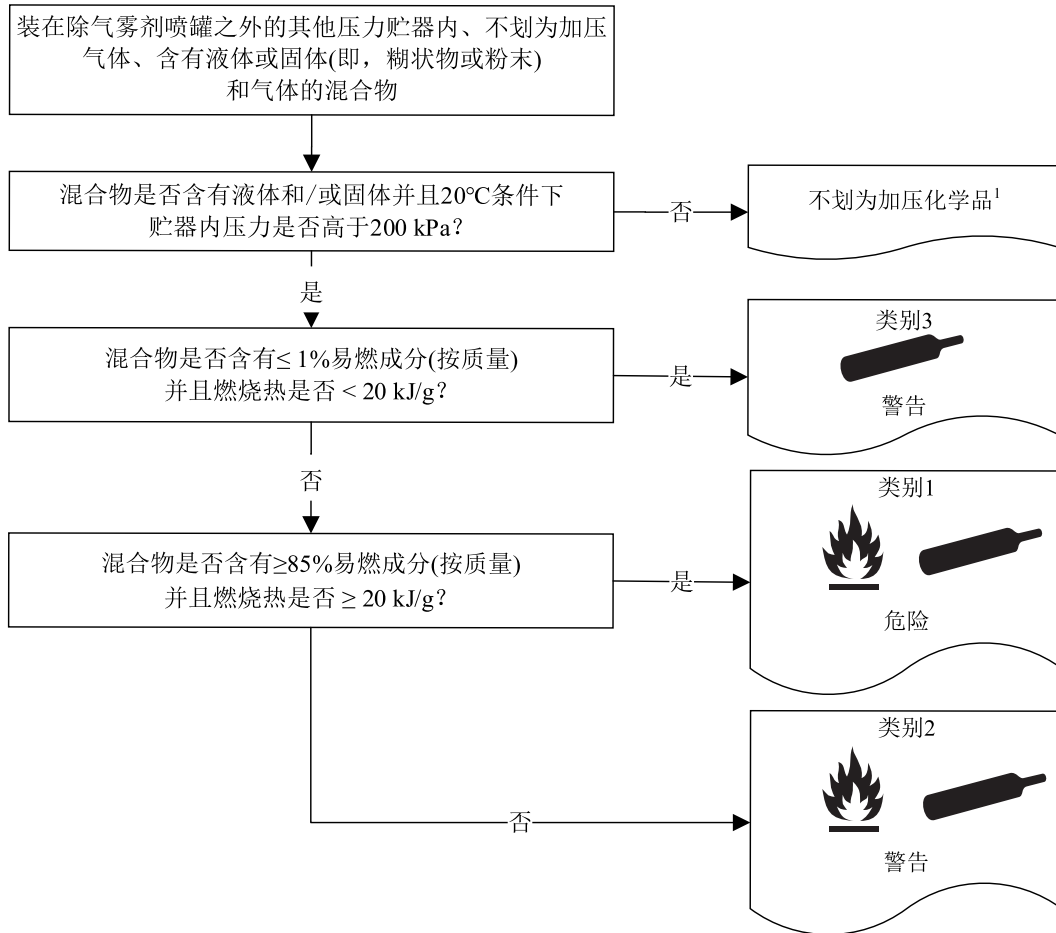 装在除气雾剂喷罐之外的其他压力贮器内、不划为加压
气体、含有液体或固体(即，糊状物或粉末)
和气体的混合物
混合物是否含有液体和/或固体并且20℃条件下
贮器内压力是否高于200 kPa？
否
不划为加压化学品¹
是
混合物是否含有≤ 1%易燃成分(按质量)
并且燃烧热是否 < 20 kJ/g？
是
类别3
警告
否
混合物是否含有≥85%易燃成分(按质量)
并且燃烧热是否 ≥ 20 kJ/g？
是
类别1
危险
否
类别2
警告